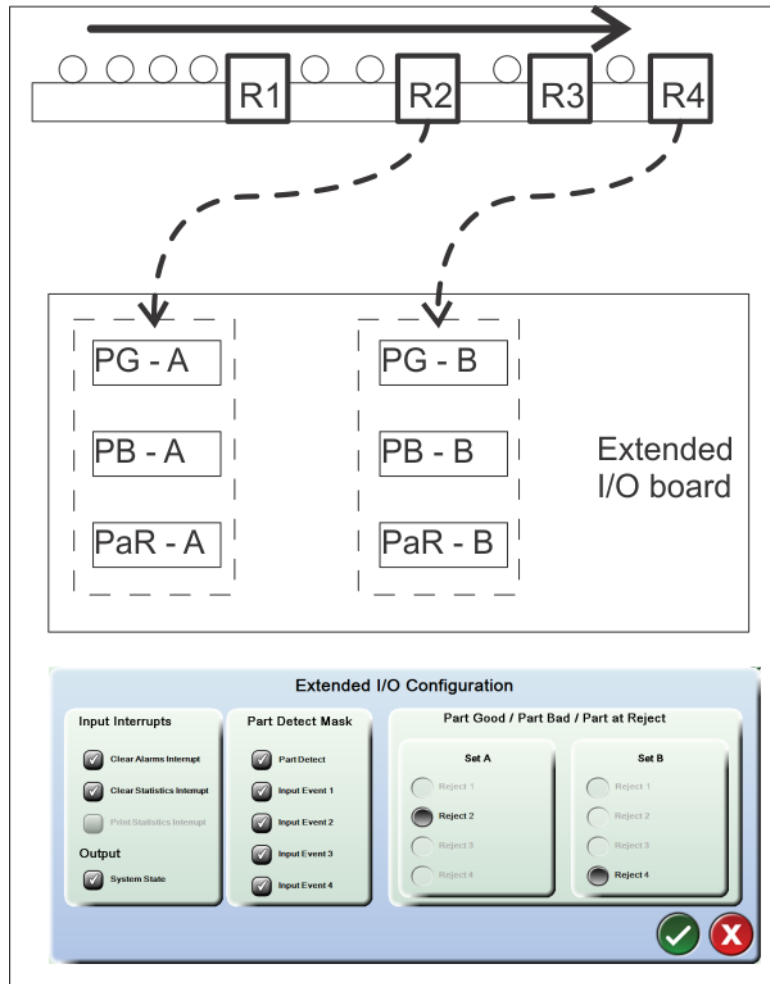 R1 R2 R3 R4
PG - A
PB - A
PaR - A
PG - B
PB - B
PaR - B
Extended
I/O board
Extended I/O Configuration
Input Interrupts
Clear Alarms Interrupt
Clear Statistics Interrupt
Print Statistics Interrupt
Output
System State
Part Detect Mask
Part Detect
Input Event 1
Input Event 2
Input Event 3
Input Event 4
Part Good / Part Bad / Part at Reject
Set A
Reject 1
Reject 2
Reject 3
Reject 4
Set B
Reject 1
Reject 2
Reject 3
Reject 4